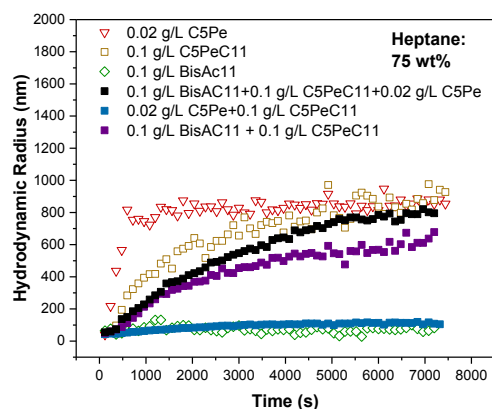 2000
1800
1600
1400
1200
1000
800
600
400
200
0
Hydrodynamic Radius (nm)
0.02 g/L C5Pe
0.1 g/L C5PeC11
0.1 g/L BisAc11
0.1 g/L BisAC11+0.1 g/L C5PeC11+0.02 g/L C5Pe
0.02 g/L C5Pe+0.1 g/L C5PeC11
0.1 g/L BisAC11 + 0.1 g/L C5PeC11
Heptane:
75 wt%
0 1000 2000 3000 4000 5000 6000 7000 8000
Time (s)